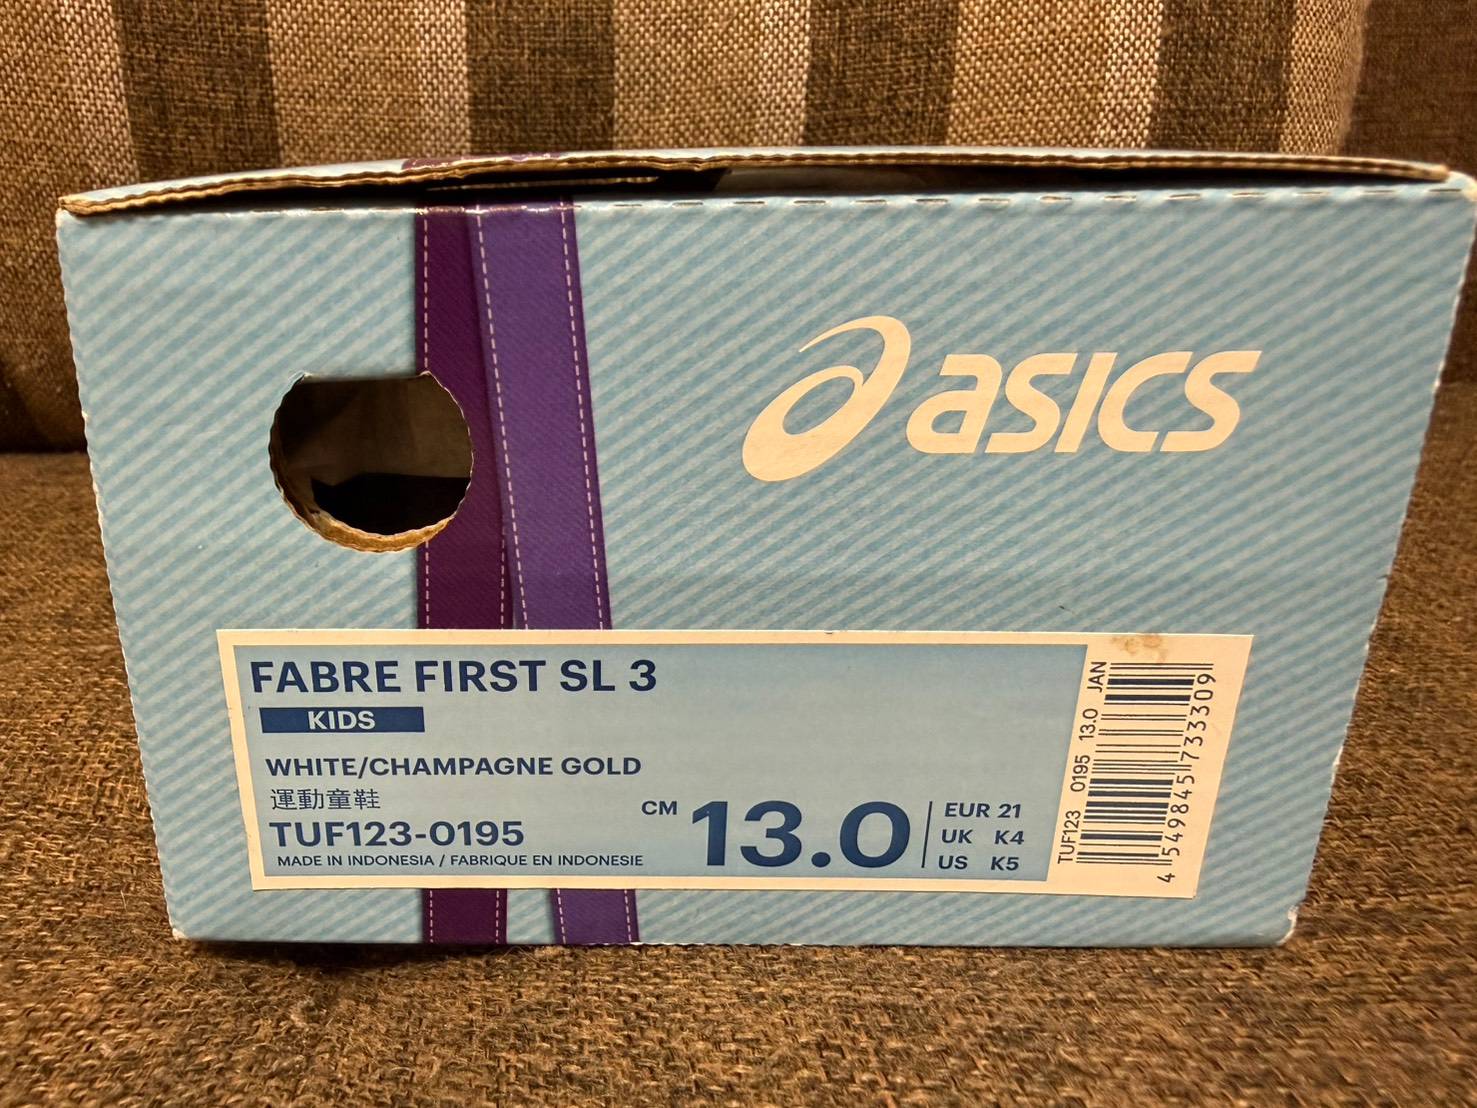 asics
FABRE FIRST SL 3
KIDS
WHITE/CHAMPAGNE GOLD
運動童鞋
TUF123-0195
MADE IN INDONESIA / FABRIQUE EN INDONESIE
CM 13.0
EUR 21
UK K4
US K5
TUF123 0195 13.0 JAN
4 549845 733309